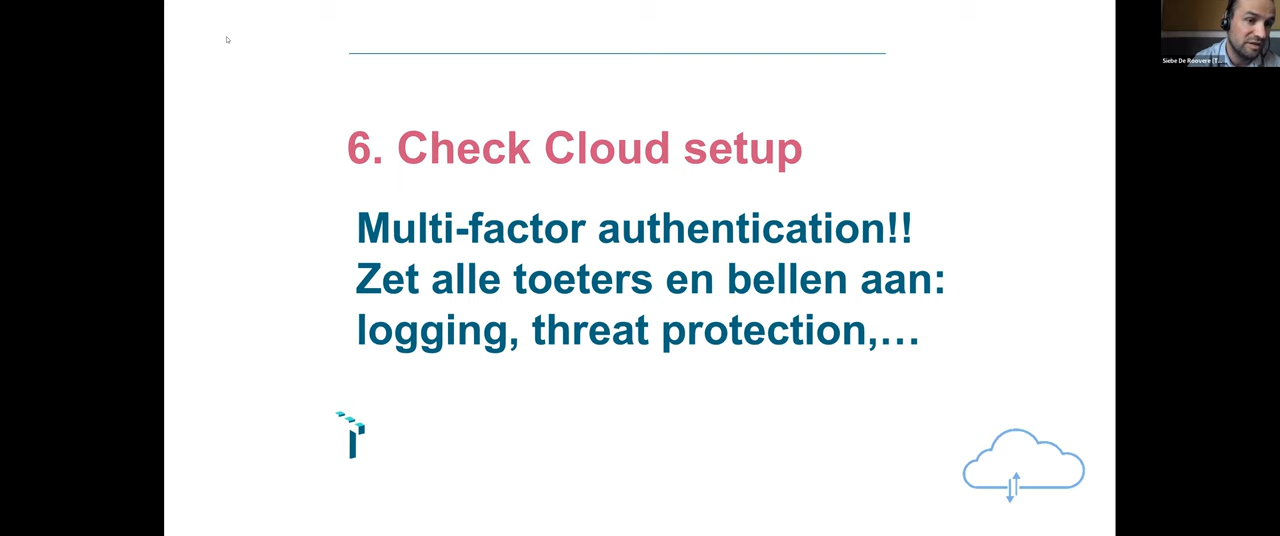 6. Check Cloud setup
Multi-factor authentication!!
Zet alle toeters en bellen aan:
logging, threat protection,…
Siebe De Roovere (T...